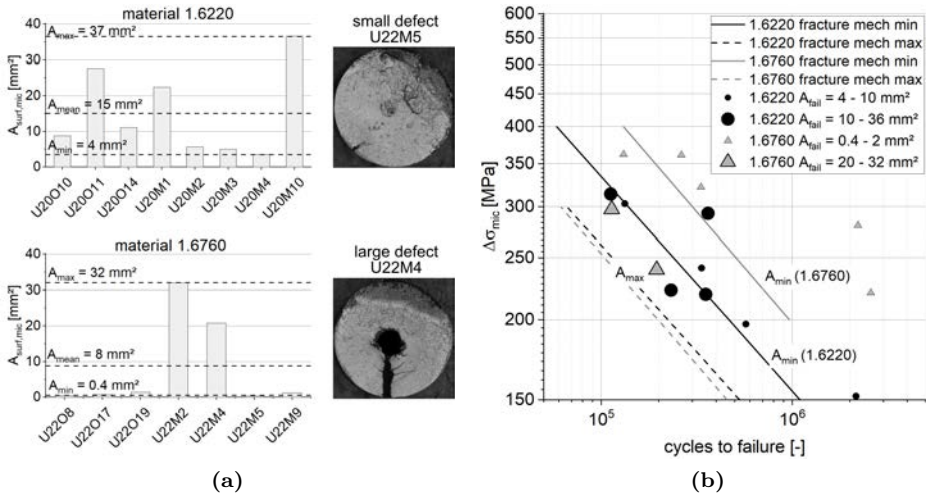 material 1.6220
A_max = 37 mm²
A_mean = 15 mm²
A_min = 4 mm²
A_surf,mic [mm²]
40
30
20
10
0
U20O10
U20O11
U20O14
U20M1
U20M2
U20M3
U20M4
U20M10
small defect
U22M5
material 1.6760
A_max = 32 mm²
A_mean = 8 mm²
A_min = 0.4 mm²
A_surf,mic [mm²]
40
30
20
10
0
U22O8
U22O17
U22O19
U22M2
U22M4
U22M5
U22M9
large defect
U22M4
(a)
600
500
400
350
300
250
200
150
Δσ_mic [MPa]
1.6220 fracture mech min
1.6220 fracture mech max
1.6760 fracture mech min
1.6760 fracture mech max
1.6220 A_fail = 4 - 10 mm²
1.6220 A_fail = 10 - 36 mm²
1.6760 A_fail = 0.4 - 2 mm²
1.6760 A_fail = 20 - 32 mm²
A_max
A_min (1.6760)
A_min (1.6220)
10⁵
10⁶
cycles to failure [-]
(b)